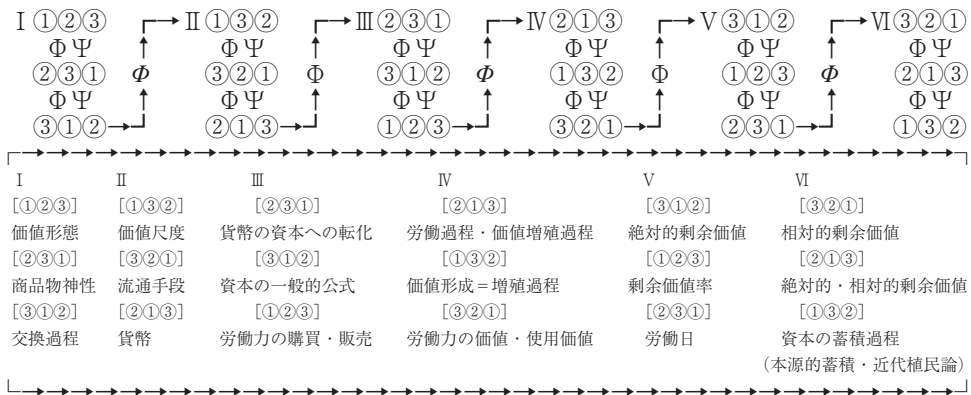 Ⅰ①②③ Ⅱ①③② Ⅲ②③① Ⅳ②①③ Ⅴ③①② Ⅵ③②①
ΦΨ ΦΨ ΦΨ ΦΨ ΦΨ ΦΨ
②③① Φ ③②① Φ ③①② Φ ①③② Φ ①②③ Φ ②①③
ΦΨ ΦΨ ΦΨ ΦΨ ΦΨ ΦΨ
③①② ②①③ ①②③ ③②① ②③① ①③②
Ⅰ Ⅱ Ⅲ Ⅳ Ⅴ Ⅵ
[①②③] [①③②] [②③①] [②①③] [③①②] [③②①]
価値形態 価値尺度 貨幣の資本への転化 労働過程・価値増殖過程 絶対的剰余価値 相対的剰余価値
[②③①] [③②①] [③①②] [①③②] [①②③] [②①③]
商品物神性 流通手段 資本の一般的公式 価値形成＝増殖過程 剰余価値率 絶対的・相対的剰余価値
[③①②] [②①③] [①②③] [③②①] [②③①] [①③②]
交換過程 貨幣 労働力の購買・販売 労働力の価値・使用価値 労働日 資本の蓄積過程
(本源的蓄積・近代植民論)